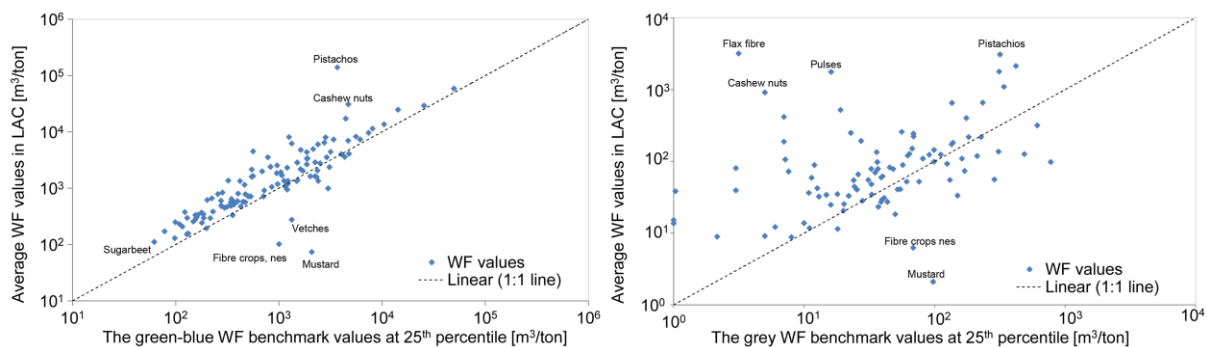 Average WF values in LAC [m³/ton]
10⁶
10⁵
10⁴
10³
10²
10¹
Pistachos
Cashew nuts
Vetches
Sugarbeet
Fibre crops, nes
Mustard
WF values
Linear (1:1 line)
10¹ 10² 10³ 10⁴ 10⁵ 10⁶
The green-blue WF benchmark values at 25ᵗʰ percentile [m³/ton]
Average WF values in LAC [m³/ton]
10⁴
10³
10²
10¹
10⁰
Flax fibre
Pistachios
Pulses
Cashew nuts
Fibre crops nes
Mustard
WF values
Linear (1:1 line)
10⁰ 10¹ 10² 10³ 10⁴
The grey WF benchmark values at 25ᵗʰ percentile [m³/ton]